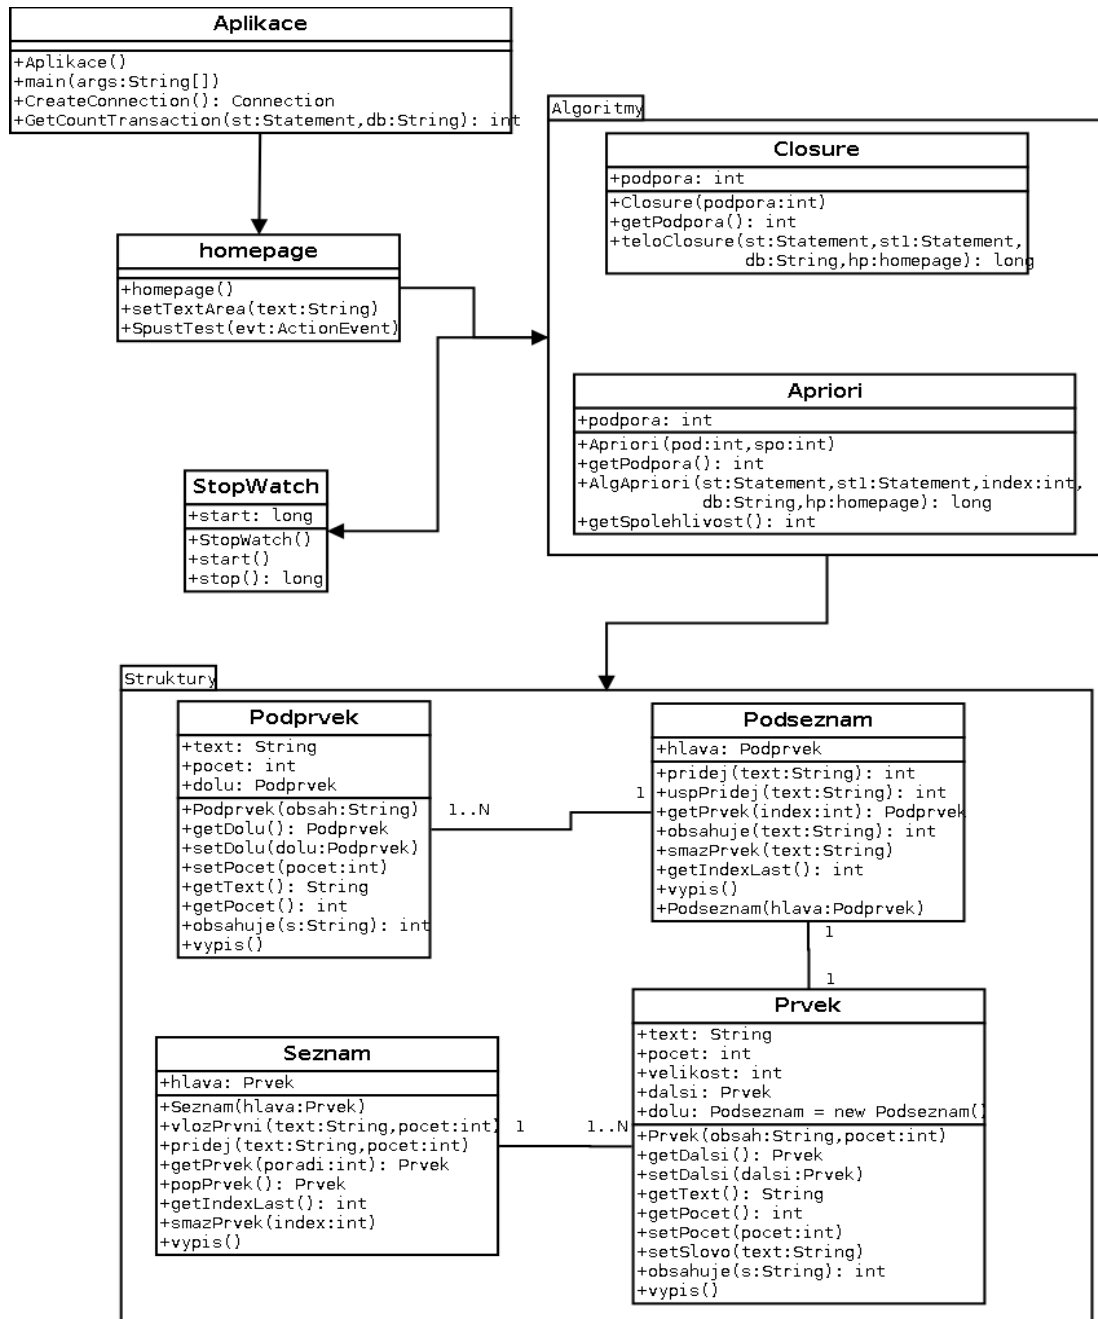 Aplikace
+Aplikace()
+main(args:String[])
+CreateConnection(): Connection
+GetCountTransaction(st:Statement,db:String): int
homepage
+homepage()
+setTextArea(text:String)
+SpustTest(evt:ActionEvent)
Algoritmy
Closure
+podpora: int
+Closure(podpora:int)
+getPodpora(): int
+teloClosure(st:Statement,st1:Statement,
db:String,hp:homepage): long
Apriori
+podpora: int
+Apriori(pod:int,spo:int)
+getPodpora(): int
+AlgApriori(st:Statement,st1:Statement,index:int,
db:String,hp:homepage): long
+getSpolehlivost(): int
StopWatch
+start: long
+StopWatch()
+start()
+stop(): long
Struktury
Podprvek
+text: String
+pocet: int
+dolu: Podprvek
+Podprvek(obsah:String)
+getDolu(): Podprvek
+setDolu(dolu:Podprvek)
+setPocet(pocet:int)
+getText(): String
+getPocet(): int
+obsahuje(s:String): int
+vypis()
1..N
1
Podseznam
+hlava: Podprvek
+pridej(text:String): int
+uspPridej(text:String): int
+getPrvek(index:int): Podprvek
+obsahuje(text:String): int
+smazPrvek(text:String)
+getIndexLast(): int
+vypis()
+Podseznam(hlava:Podprvek)
1
1
Seznam
+hlava: Prvek
+Seznam(hlava:Prvek)
+vlozPrvni(text:String,pocet:int)
+pridej(text:String,pocet:int)
+getPrvek(poradi:int): Prvek
+popPrvek(): Prvek
+getIndexLast(): int
+smazPrvek(index:int)
+vypis()
1
1..N
Prvek
+text: String
+pocet: int
+velikost: int
+dalsi: Prvek
+dolu: Podseznam = new Podseznam()
+Prvek(obsah:String,pocet:int)
+getDalsi(): Prvek
+setDalsi(dalsi:Prvek)
+getText(): String
+getPocet(): int
+setPocet(pocet:int)
+setSlovo(text:String)
+obsahuje(s:String): int
+vypis()